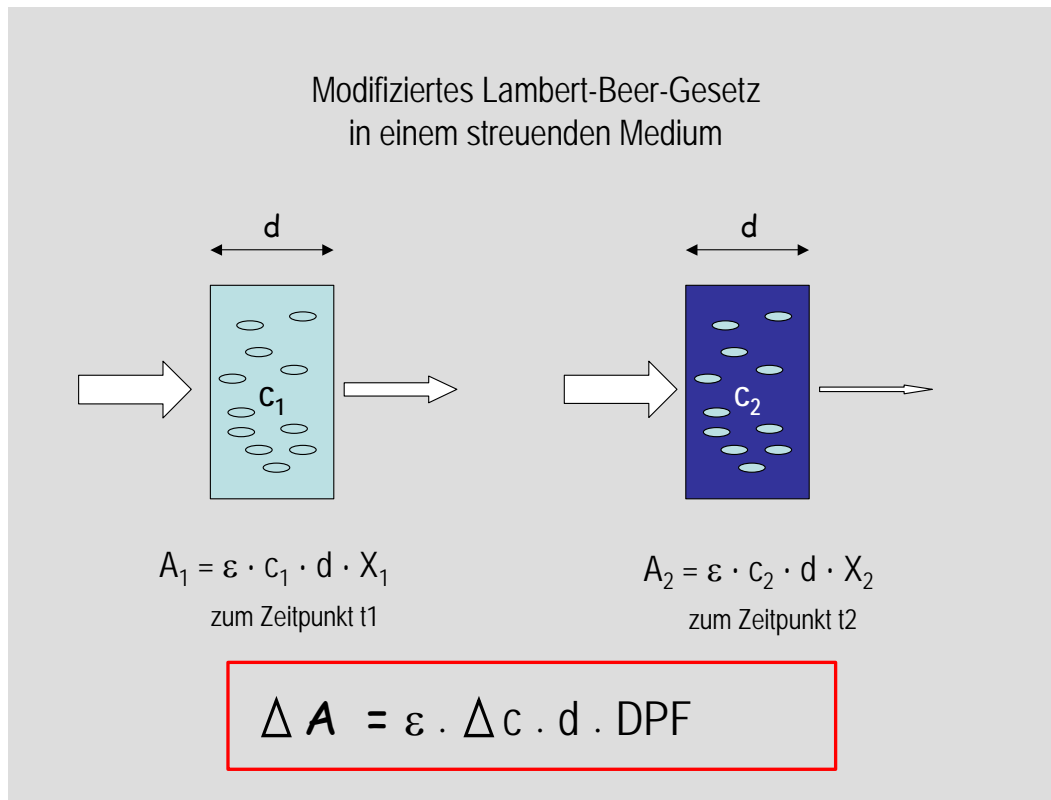 Modifiziertes Lambert-Beer-Gesetz
in einem streuenden Medium
d
d
c₁
c₂
A₁ = ε · c₁ · d · X₁
A₂ = ε · c₂ · d · X₂
zum Zeitpunkt t1
zum Zeitpunkt t2
Δ A = ε . Δ c . d . DPF